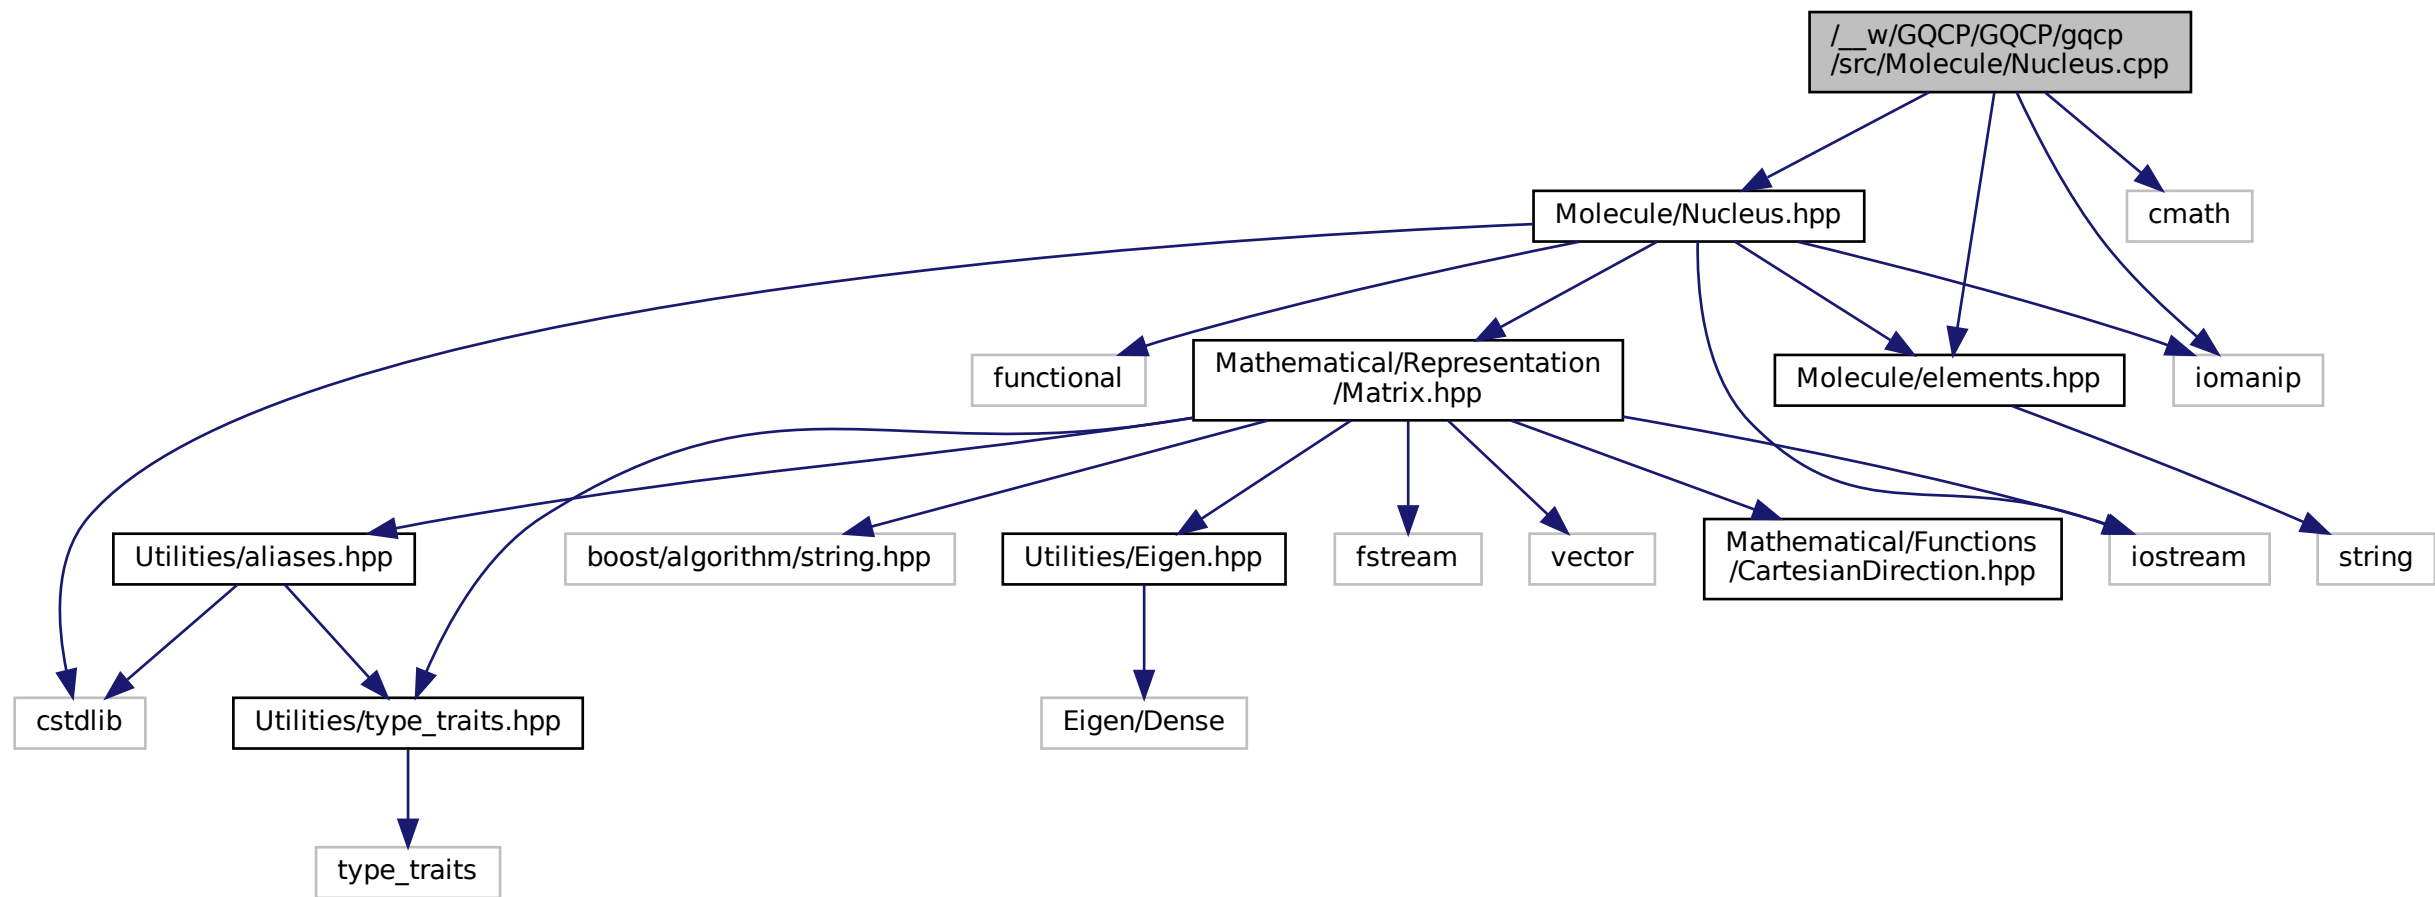 /__w/GQCP/GQCP/gqcp
/src/Molecule/Nucleus.cpp
Molecule/Nucleus.hpp
cmath
functional
Mathematical/Representation
/Matrix.hpp
Molecule/elements.hpp
iomanip
Utilities/aliases.hpp
boost/algorithm/string.hpp
Utilities/Eigen.hpp
fstream
vector
Mathematical/Functions
/CartesianDirection.hpp
iostream
string
cstdlib
Utilities/type_traits.hpp
Eigen/Dense
type_traits